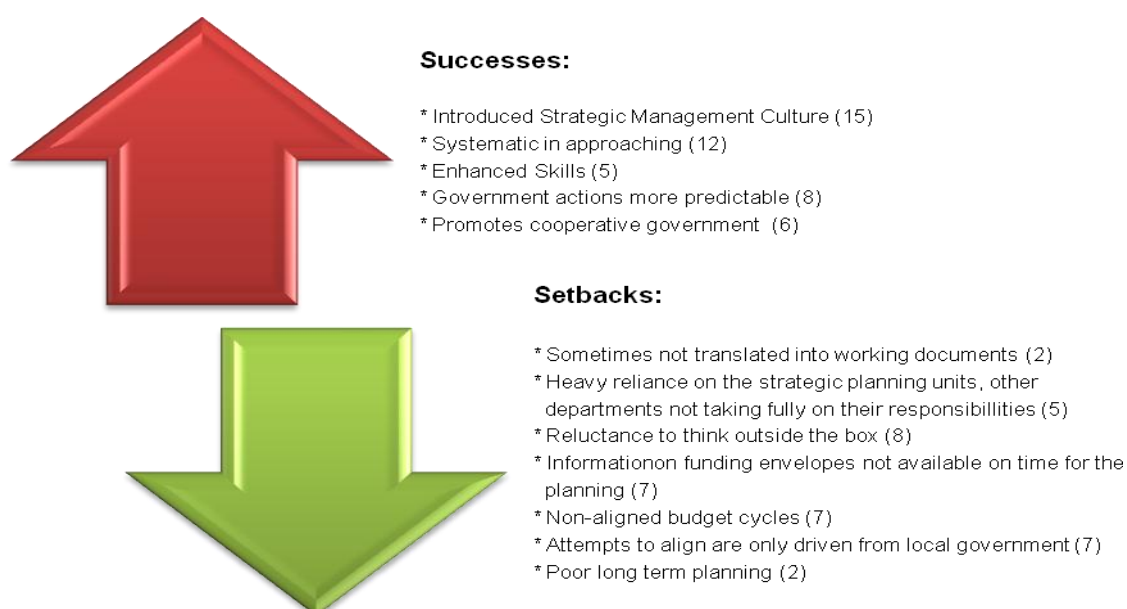 Successes:
* Introduced Strategic Management Culture (15)
* Systematic in approaching (12)
* Enhanced Skills (5)
* Government actions more predictable (8)
* Promotes cooperative government (6)
Setbacks:
* Sometimes not translated into working documents (2)
* Heavy reliance on the strategic planning units, other
departments not taking fully on their responsibillities (5)
* Reluctance to think outside the box (8)
* Informationon funding envelopes not available on time for the
planning (7)
* Non-aligned budget cycles (7)
* Attempts to align are only driven from local government (7)
* Poor long term planning (2)